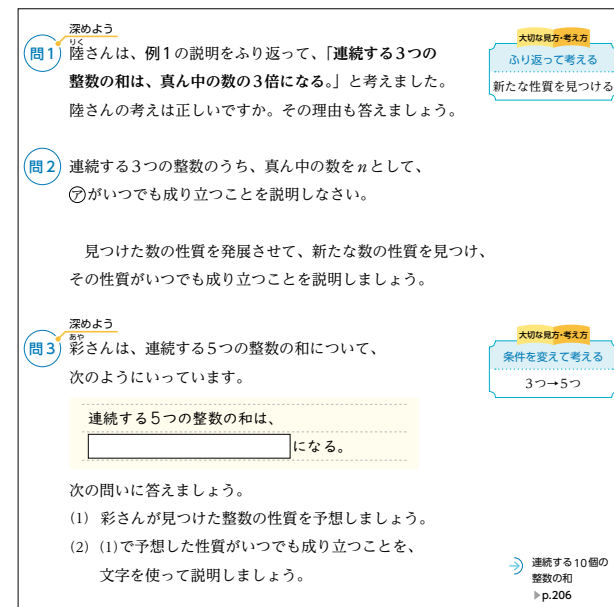 深めよう
問1 陸さんは、例1の説明をふり返って、「連続する3つの
りく
整数の和は、真ん中の数の3倍になる。」と考えました。
陸さんの考えは正しいですか。その理由も答えましょう。
大切な見方・考え方
ふり返って考える
新たな性質を見つける
問2 連続する3つの整数のうち、真ん中の数をnとして、
㋐がいつでも成り立つことを説明しなさい。
見つけた数の性質を発展させて、新たな数の性質を見つけ、
その性質がいつでも成り立つことを説明しましょう。
深めよう
あや
問3 彩さんは、連続する5つの整数の和について、
次のようにいっています。
大切な見方・考え方
条件を変えて考える
3つ→5つ
連続する5つの整数の和は、
になる。
次の問いに答えましょう。
(1) 彩さんが見つけた整数の性質を予想しましょう。
(2) (1)で予想した性質がいつでも成り立つことを、
文字を使って説明しましょう。
連続する10個の
整数の和
▶p.206